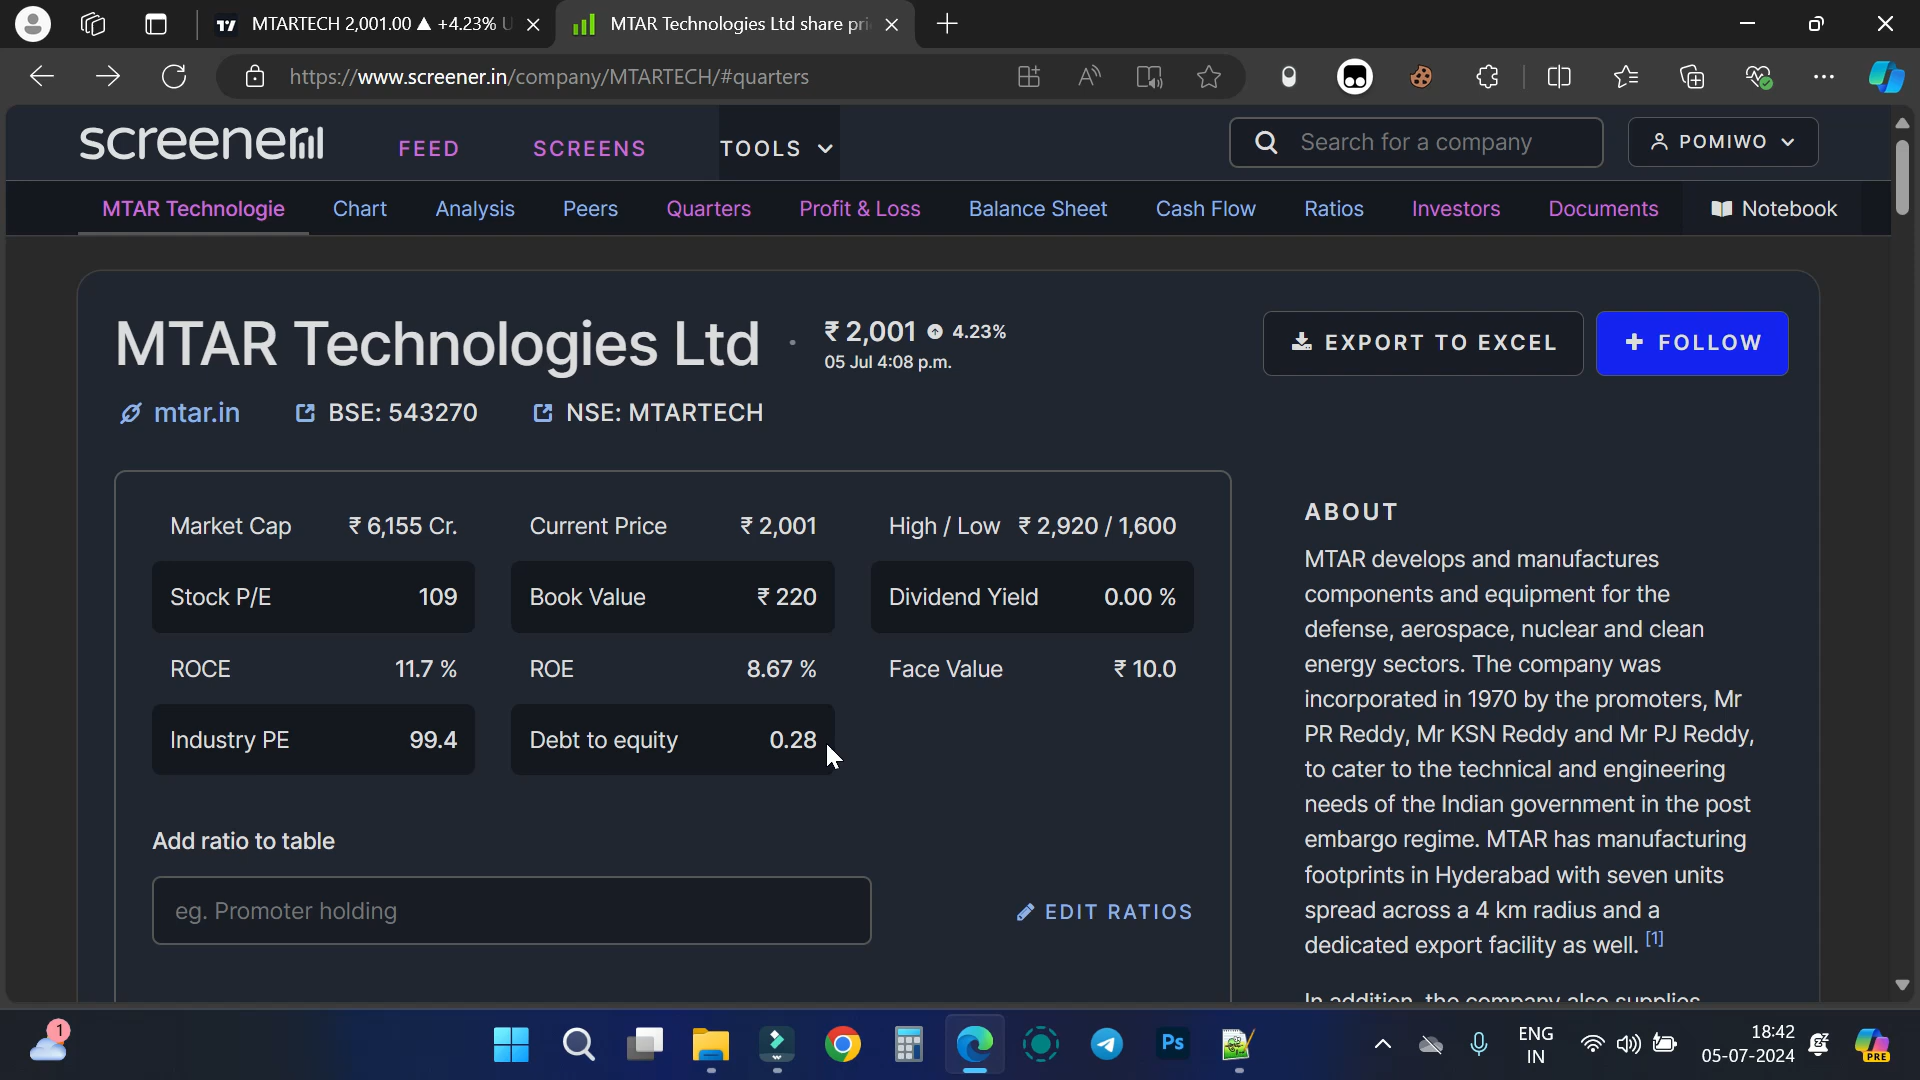 MTARTECH 2,001.00 ▲ +4.23% U
MTAR Technologies Ltd share pri
https://www.screener.in/company/MTARTECH/#quarters
screener
FEED
SCREENS
TOOLS
Search for a company
POMIWO
MTAR Technologie
Chart
Analysis
Peers
Quarters
Profit & Loss
Balance Sheet
Cash Flow
Ratios
Investors
Documents
Notebook
MTAR Technologies Ltd
₹ 2,001 4.23%
05 Jul 4:08 p.m.
EXPORT TO EXCEL
+ FOLLOW
mtar.in
BSE: 543270
NSE: MTARTECH
Market Cap ₹ 6,155 Cr.
Current Price ₹ 2,001
High / Low ₹ 2,920 / 1,600
Stock P/E 109
Book Value ₹ 220
Dividend Yield 0.00 %
ROCE 11.7 %
ROE 8.67 %
Face Value ₹ 10.0
Industry PE 99.4
Debt to equity 0.28
Add ratio to table
eg. Promoter holding
EDIT RATIOS
ABOUT
MTAR develops and manufactures
components and equipment for the
defense, aerospace, nuclear and clean
energy sectors. The company was
incorporated in 1970 by the promoters, Mr
PR Reddy, Mr KSN Reddy and Mr PJ Reddy,
to cater to the technical and engineering
needs of the Indian government in the post
embargo regime. MTAR has manufacturing
footprints in Hyderabad with seven units
spread across a 4 km radius and a
dedicated export facility as well. [1]
In addition, the company also supplies
1
Ps
ENG
IN
18:42
05-07-2024
PRE